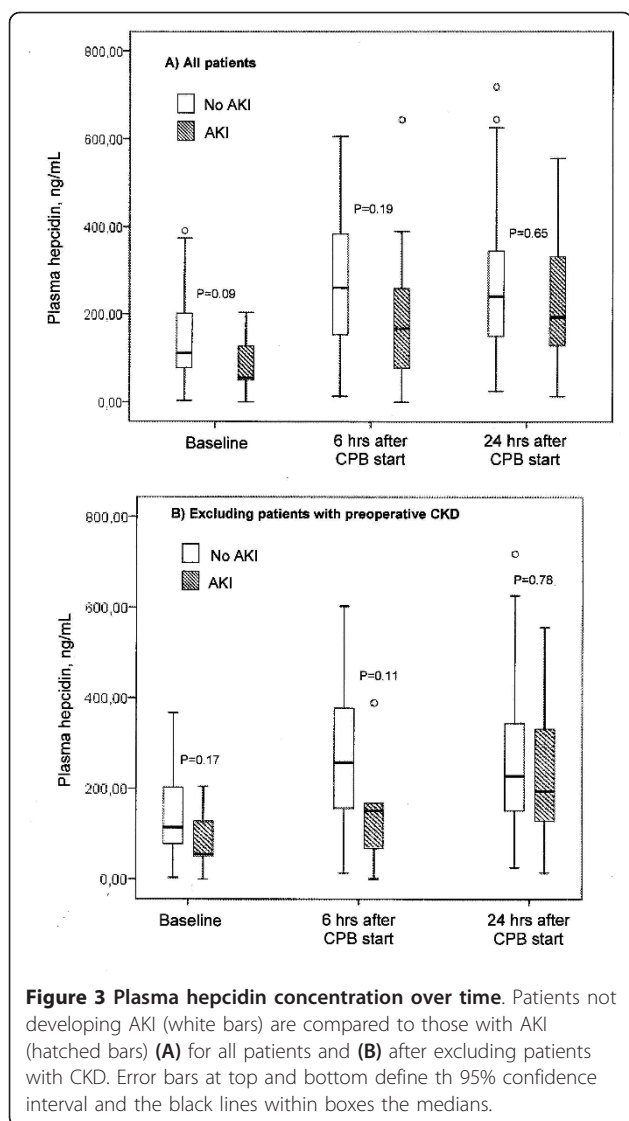 800,00
A) All patients
No AKI
AKI
600,00
P=0.19
P=0.65
400,00
P=0.09
200,00
0,00
Plasma hepcidin, ng/mL
Baseline
6 hrs after
CPB start
24 hrs after
CPB start
800,00
B) Excluding patients with preoperative CKD
No AKI
AKI
P=0.78
600,00
P=0.11
400,00
P=0.17
200,00
0,00
Plasma hepcidin, ng/mL
Baseline
6 hrs after
CPB start
24 hrs after
CPB start
Figure 3 Plasma hepcidin concentration over time. Patients not
developing AKI (white bars) are compared to those with AKI
(hatched bars) (A) for all patients and (B) after excluding patients
with CKD. Error bars at top and bottom define th 95% confidence
interval and the black lines within boxes the medians.